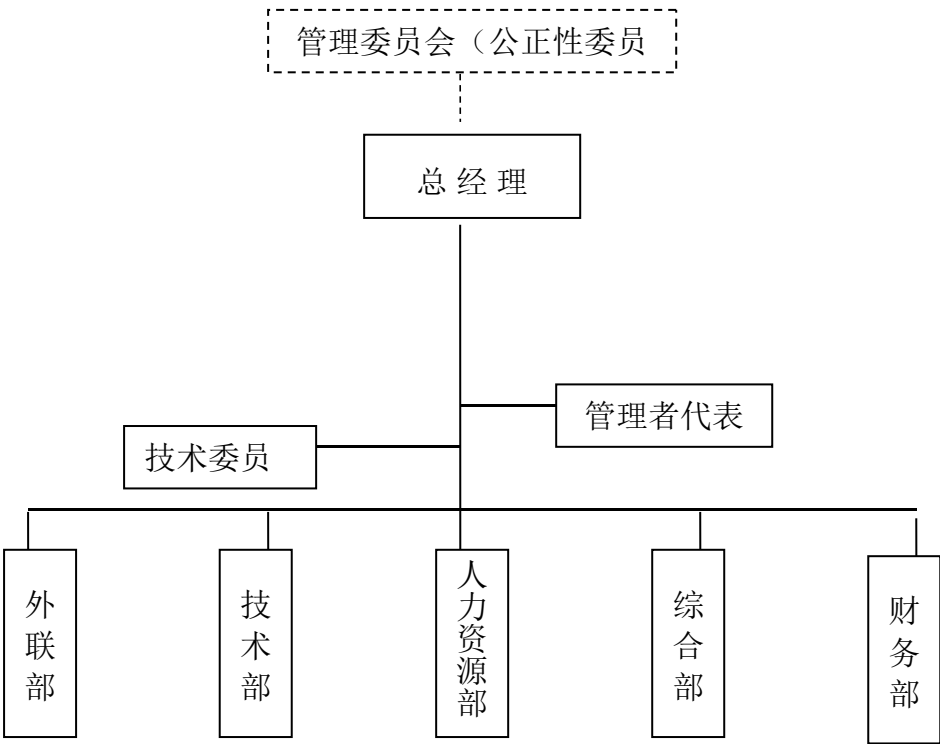 管理委员会（公正性委员
总经理
管理者代表
技术委员
外联部
技术部
人力资源部
综合部
财务部